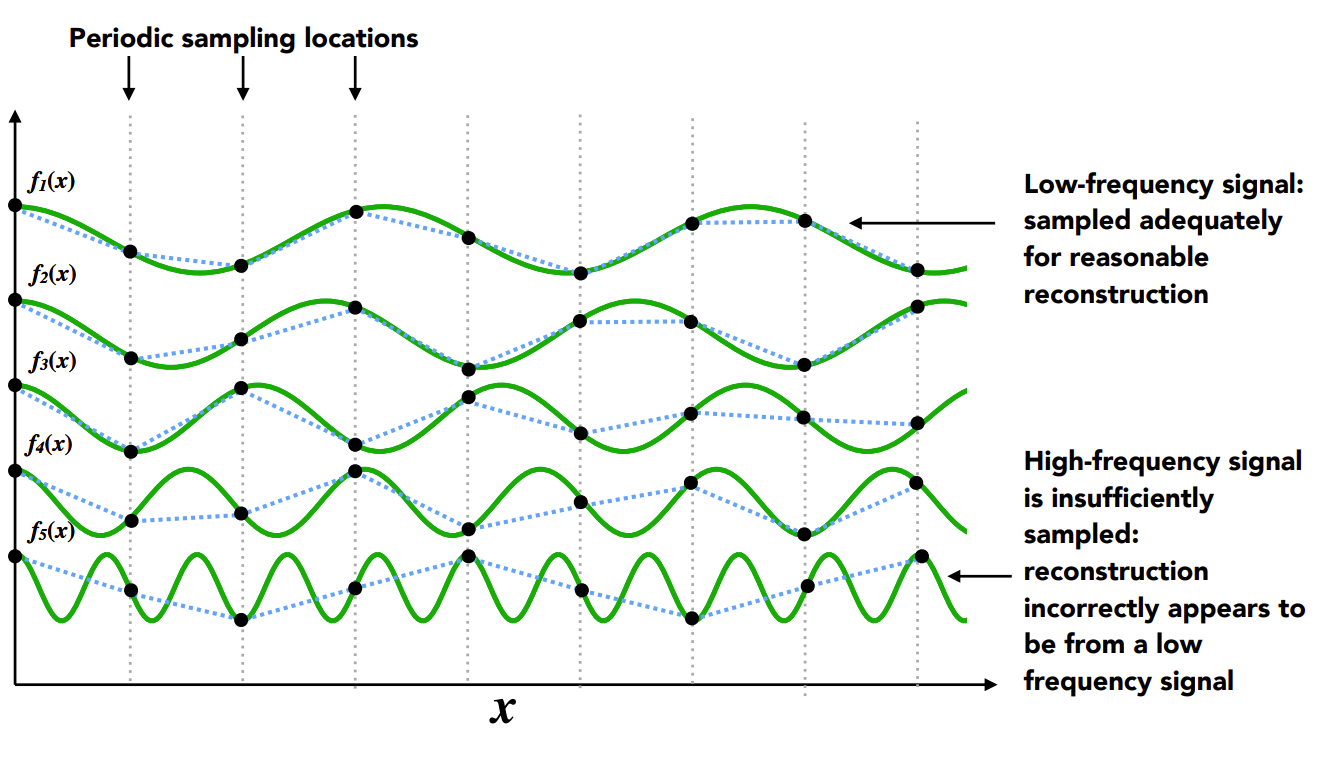 Periodic sampling locations
f1(x)
f2(x)
f3(x)
f4(x)
f5(x)
Low-frequency signal:
sampled adequately
for reasonable
reconstruction
High-frequency signal
is insufficiently
sampled:
reconstruction
incorrectly appears to
be from a low
frequency signal
x